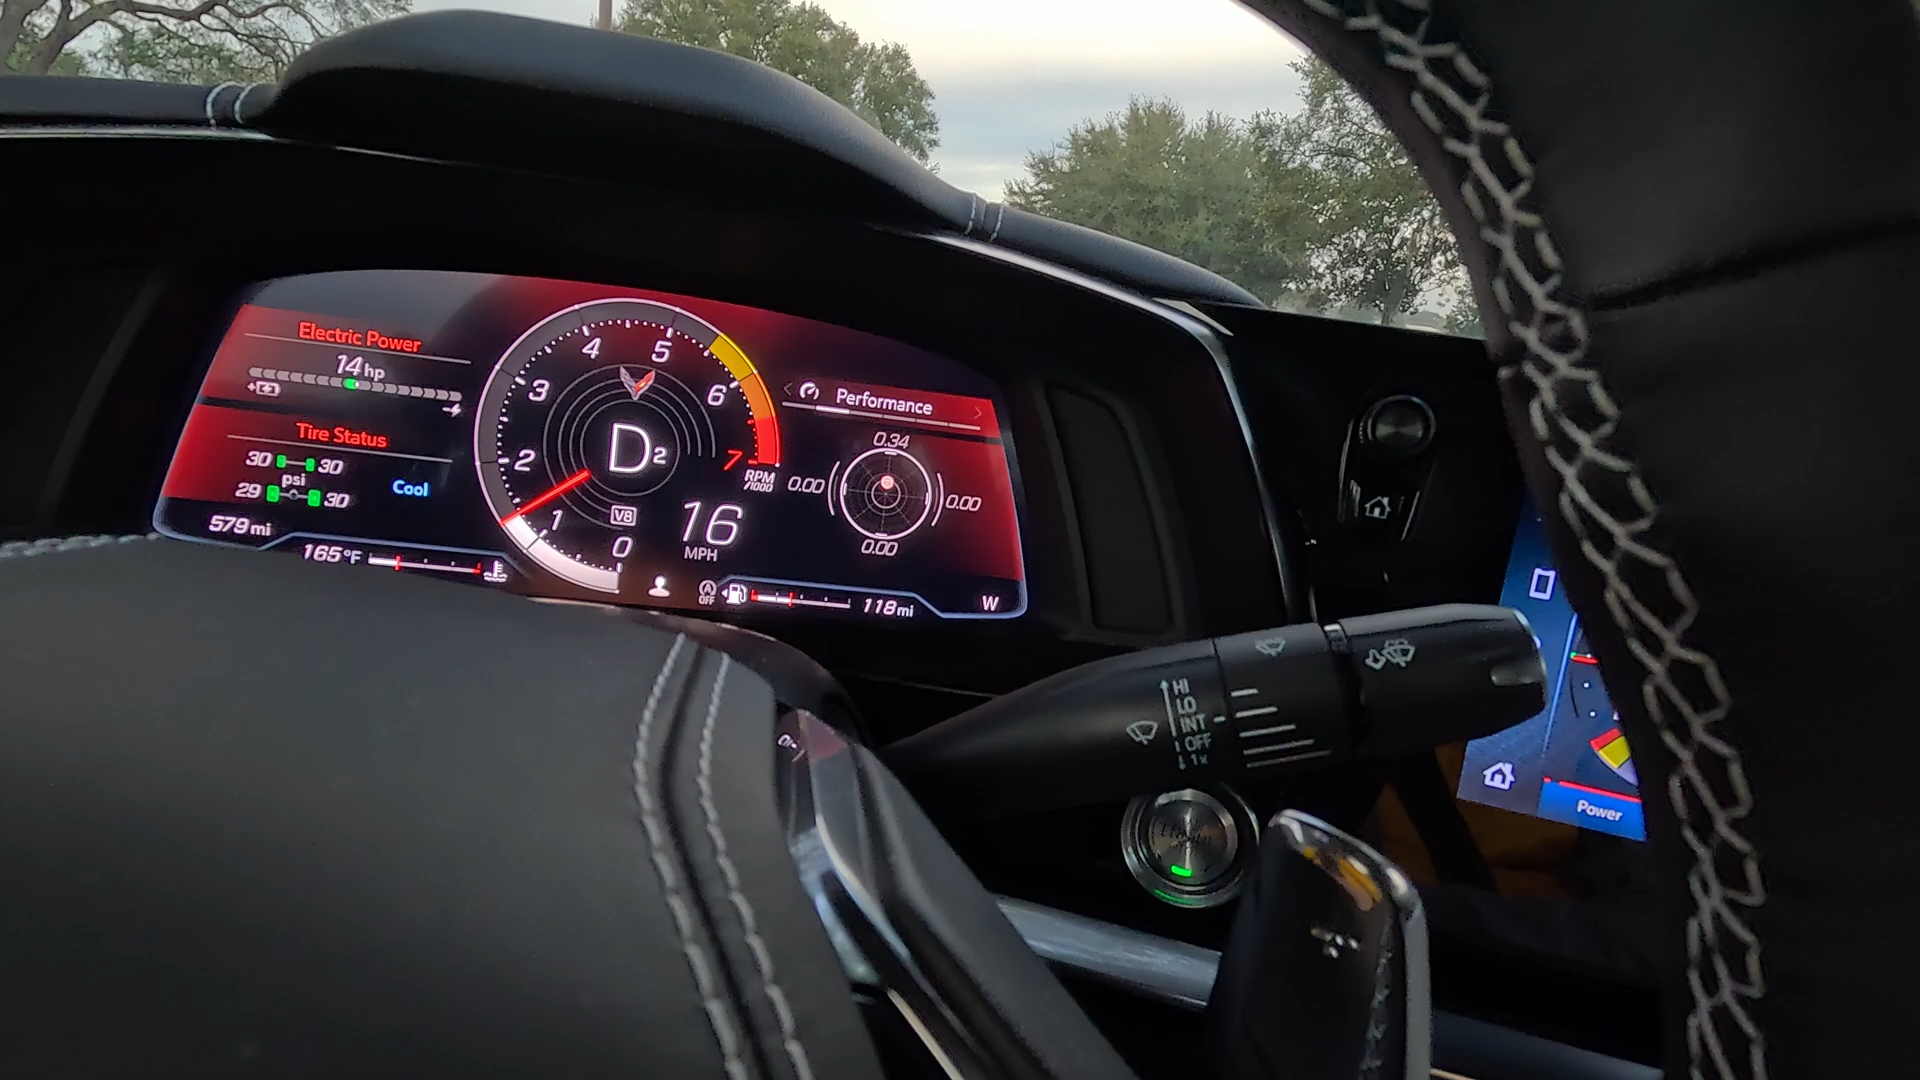 Electric Power
14 hp
Tire Status
30 30
psi
29 30
Cool
579 mi
165°F
4 5
3 6
2 7
1 0
RPM
/1000
D2
V8
16
MPH
OFF
Performance
0.34
0.00 0.00
0.00
118 mi
W
HI
LO
INT
OFF
1x
Power